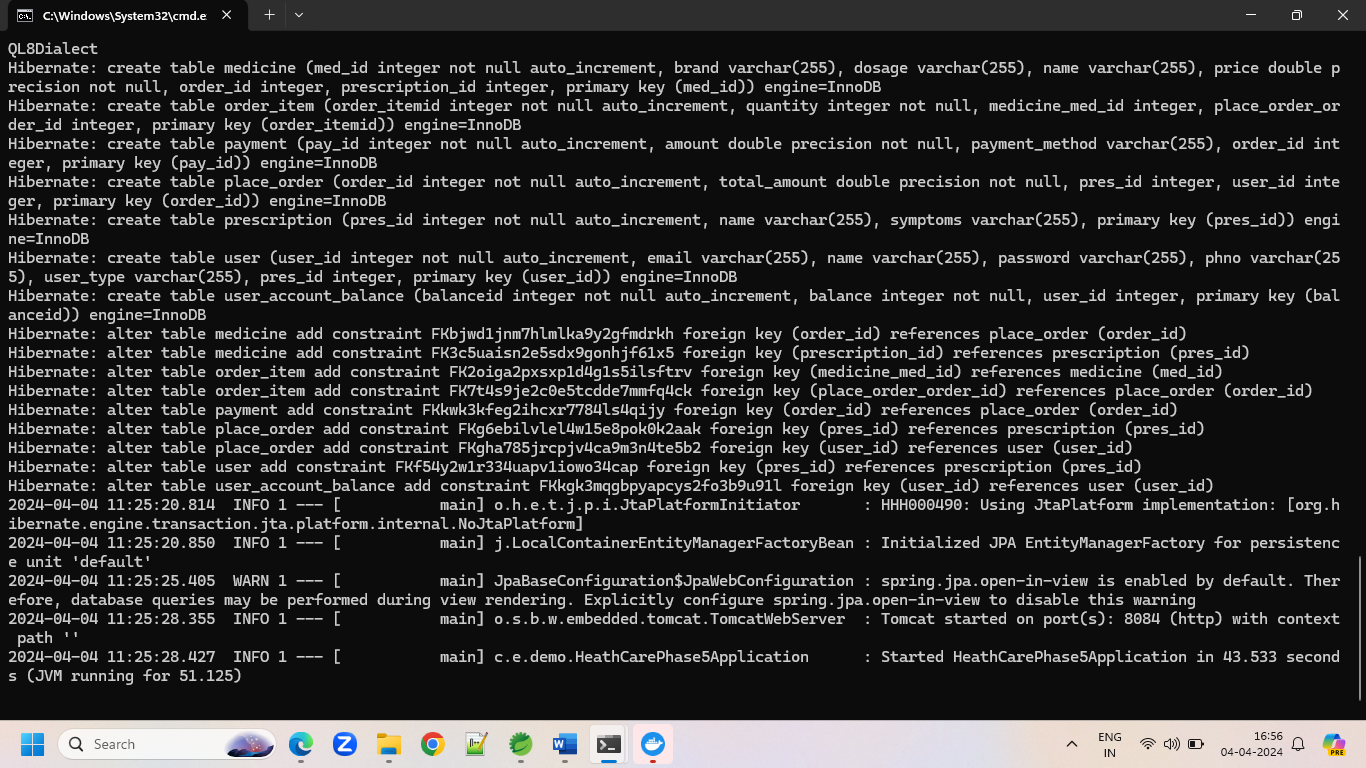 C:\Windows\System32\cmd.e
QL8Dialect
Hibernate: create table medicine (med_id integer not null auto_increment, brand varchar(255), dosage varchar(255), name varchar(255), price double p
recision not null, order_id integer, prescription_id integer, primary key (med_id)) engine=InnoDB
Hibernate: create table order_item (order_itemid integer not null auto_increment, quantity integer not null, medicine_med_id integer, place_order_or
der_id integer, primary key (order_itemid)) engine=InnoDB
Hibernate: create table payment (pay_id integer not null auto_increment, amount double precision not null, payment_method varchar(255), order_id int
eger, primary key (pay_id)) engine=InnoDB
Hibernate: create table place_order (order_id integer not null auto_increment, total_amount double precision not null, pres_id integer, user_id inte
ger, primary key (order_id)) engine=InnoDB
Hibernate: create table prescription (pres_id integer not null auto_increment, name varchar(255), symptoms varchar(255), primary key (pres_id)) engi
ne=InnoDB
Hibernate: create table user (user_id integer not null auto_increment, email varchar(255), name varchar(255), password varchar(255), phno varchar(25
5), user_type varchar(255), pres_id integer, primary key (user_id)) engine=InnoDB
Hibernate: create table user_account_balance (balanceid integer not null auto_increment, balance integer not null, user_id integer, primary key (bal
anceid)) engine=InnoDB
Hibernate: alter table medicine add constraint FKbjwd1jnm7hlmlka9y2gfmdrkh foreign key (order_id) references place_order (order_id)
Hibernate: alter table medicine add constraint FK3c5uaisn2e5sdx9gonhjf61x5 foreign key (prescription_id) references prescription (pres_id)
Hibernate: alter table order_item add constraint FK2oiga2pxsxp1d4g1s5ilsftrv foreign key (medicine_med_id) references medicine (med_id)
Hibernate: alter table order_item add constraint FK7t4s9je2c0e5tcdde7mmfq4ck foreign key (place_order_order_id) references place_order (order_id)
Hibernate: alter table payment add constraint FKkwk3kfeg2ihcxr7784ls4qijy foreign key (order_id) references place_order (order_id)
Hibernate: alter table place_order add constraint FKg6ebilvlel4w15e8pok0k2aak foreign key (pres_id) references prescription (pres_id)
Hibernate: alter table place_order add constraint FKgha785jrcpjv4ca9m3n4te5b2 foreign key (user_id) references user (user_id)
Hibernate: alter table user add constraint FKf54y2w1r334uapv1iowo34cap foreign key (pres_id) references prescription (pres_id)
Hibernate: alter table user_account_balance add constraint FKkgk3mqgbpyapcys2fo3b9u91l foreign key (user_id) references user (user_id)
2024-04-04 11:25:20.814  INFO 1 --- [           main] o.h.e.t.j.p.i.JtaPlatformInitiator       : HHH000490: Using JtaPlatform implementation: [org.h
ibernate.engine.transaction.jta.platform.internal.NoJtaPlatform]
2024-04-04 11:25:20.850  INFO 1 --- [           main] j.LocalContainerEntityManagerFactoryBean : Initialized JPA EntityManagerFactory for persistenc
e unit 'default'
2024-04-04 11:25:25.405  WARN 1 --- [           main] JpaBaseConfiguration$JpaWebConfiguration : spring.jpa.open-in-view is enabled by default. Ther
efore, database queries may be performed during view rendering. Explicitly configure spring.jpa.open-in-view to disable this warning
2024-04-04 11:25:28.355  INFO 1 --- [           main] o.s.b.w.embedded.tomcat.TomcatWebServer  : Tomcat started on port(s): 8084 (http) with context
 path ''
2024-04-04 11:25:28.427  INFO 1 --- [           main] c.e.demo.HeathCarePhase5Application      : Started HeathCarePhase5Application in 43.533 second
s (JVM running for 51.125)
Search
ENG
IN
16:56
04-04-2024
PRE